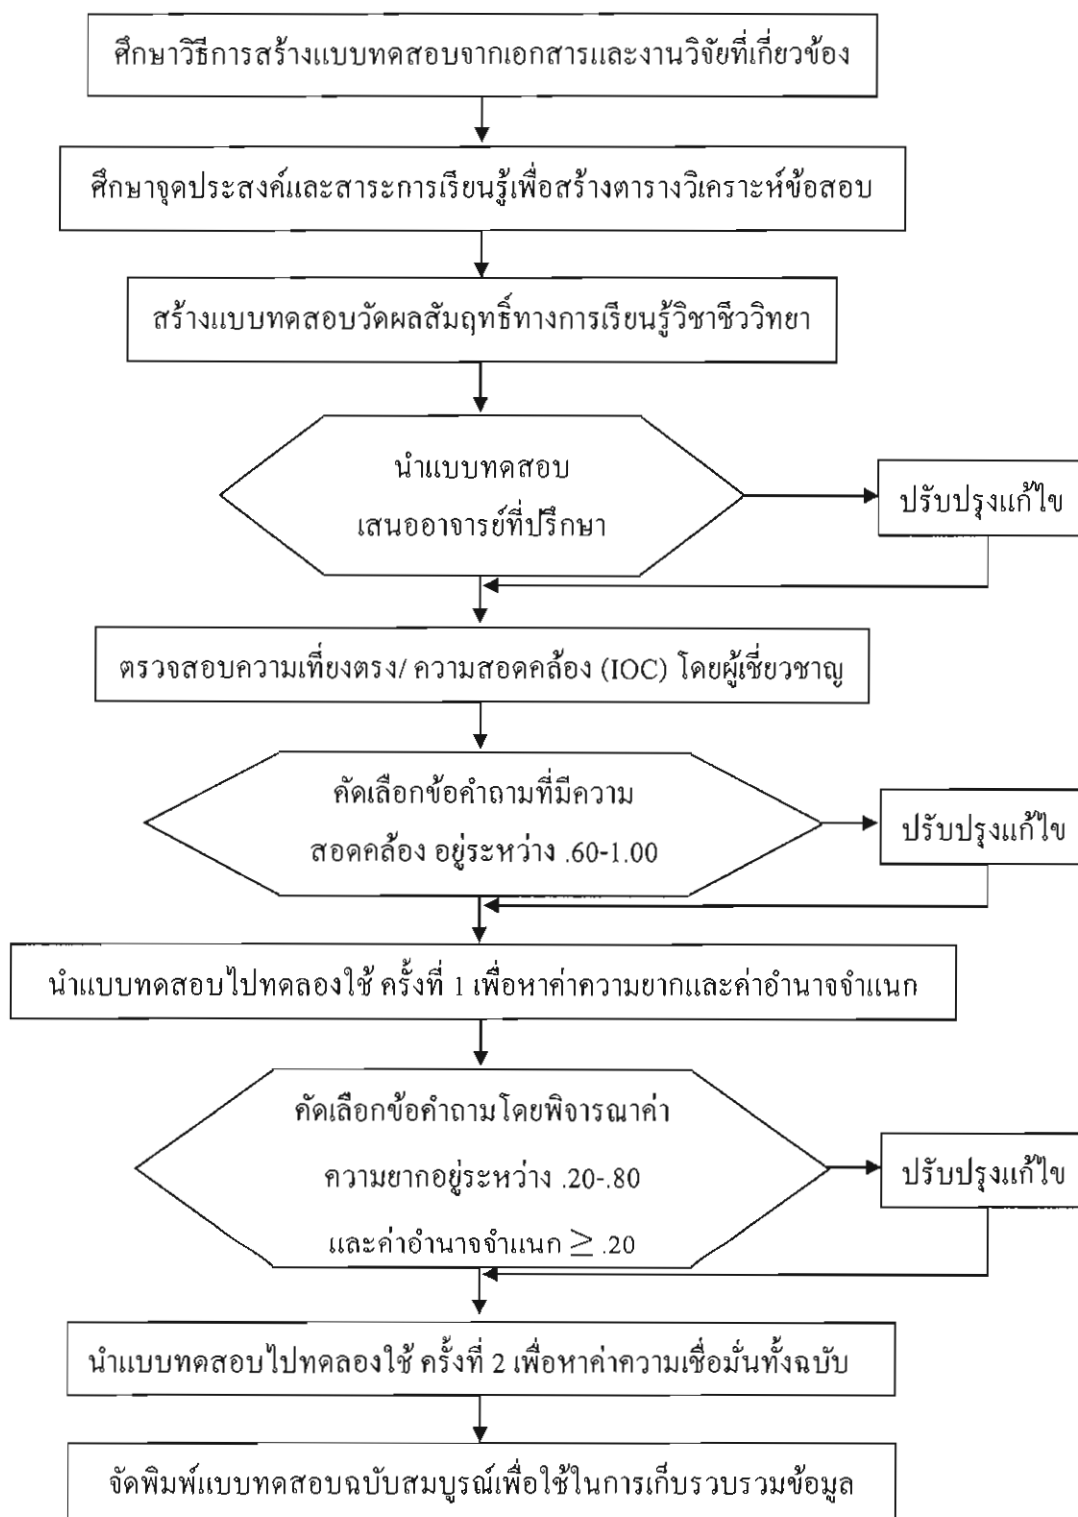 ศึกษาวิธีการสร้างแบบทดสอบจากเอกสารและงานวิจัยที่เกี่ยวข้อง
ศึกษาจุดประสงค์และสาระการเรียนรู้เพื่อสร้างตารางวิเคราะห์ข้อสอบ
สร้างแบบทดสอบวัดผลสัมฤทธิ์ทางการเรียนรู้วิชาชีววิทยา
นำแบบทดสอบ
เสนออาจารย์ที่ปรึกษา
ปรับปรุงแก้ไข
ตรวจสอบความเที่ยงตรง/ ความสอดคล้อง (IOC) โดยผู้เชี่ยวชาญ
คัดเลือกข้อคำถามที่มีความ
สอดคล้อง อยู่ระหว่าง .60-1.00
ปรับปรุงแก้ไข
นำแบบทดสอบไปทดลองใช้ ครั้งที่ 1 เพื่อหาค่าความยากและค่าอำนาจจำแนก
คัดเลือกข้อคำถามโดยพิจารณาค่า
ความยากอยู่ระหว่าง .20-.80
และค่าอำนาจจำแนก ≥ .20
ปรับปรุงแก้ไข
นำแบบทดสอบไปทดลองใช้ ครั้งที่ 2 เพื่อหาค่าความเชื่อมั่นทั้งฉบับ
จัดพิมพ์แบบทดสอบฉบับสมบูรณ์เพื่อใช้ในการเก็บรวบรวมข้อมูล